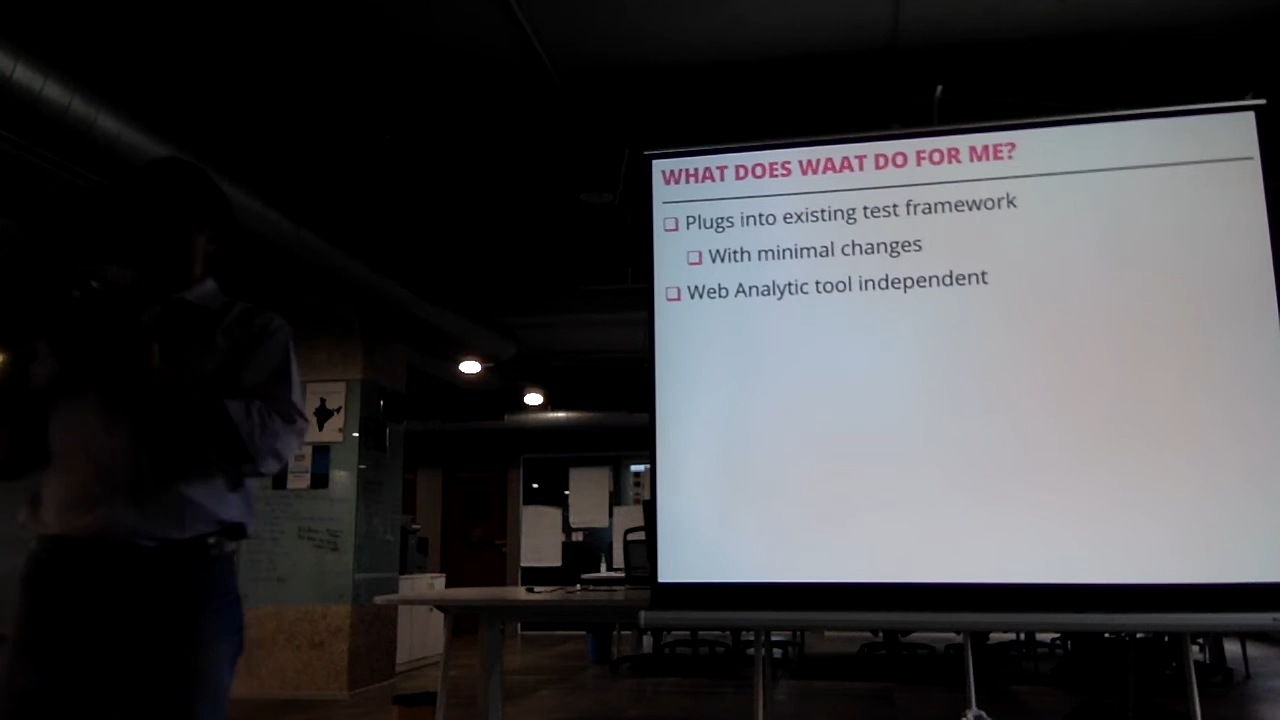 WHAT DOES WAAT DO FOR ME?
Plugs into existing test framework
With minimal changes
Web Analytic tool independent